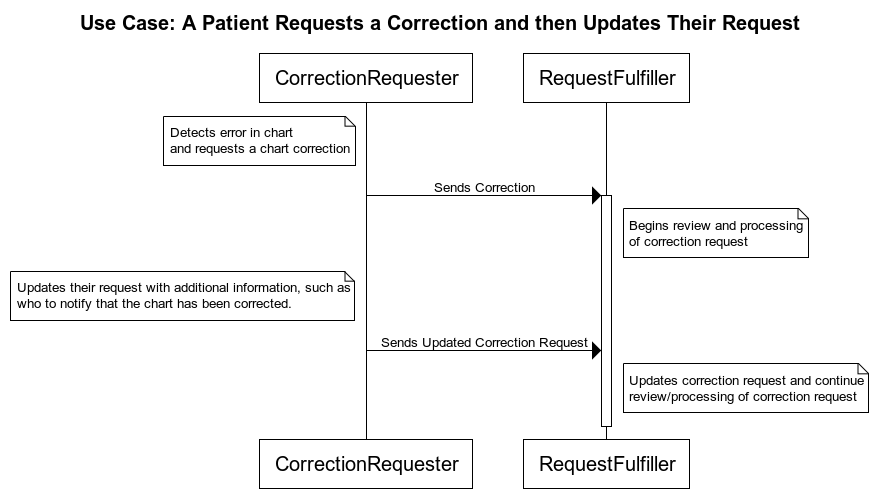 Use Case: A Patient Requests a Correction and then Updates Their Request
CorrectionRequester
RequestFulfiller
Detects error in chart
and requests a chart correction
Sends Correction
Begins review and processing
of correction request
Updates their request with additional information, such as
who to notify that the chart has been corrected.
Sends Updated Correction Request
Updates correction request and continue
review/processing of correction request
CorrectionRequester
RequestFulfiller